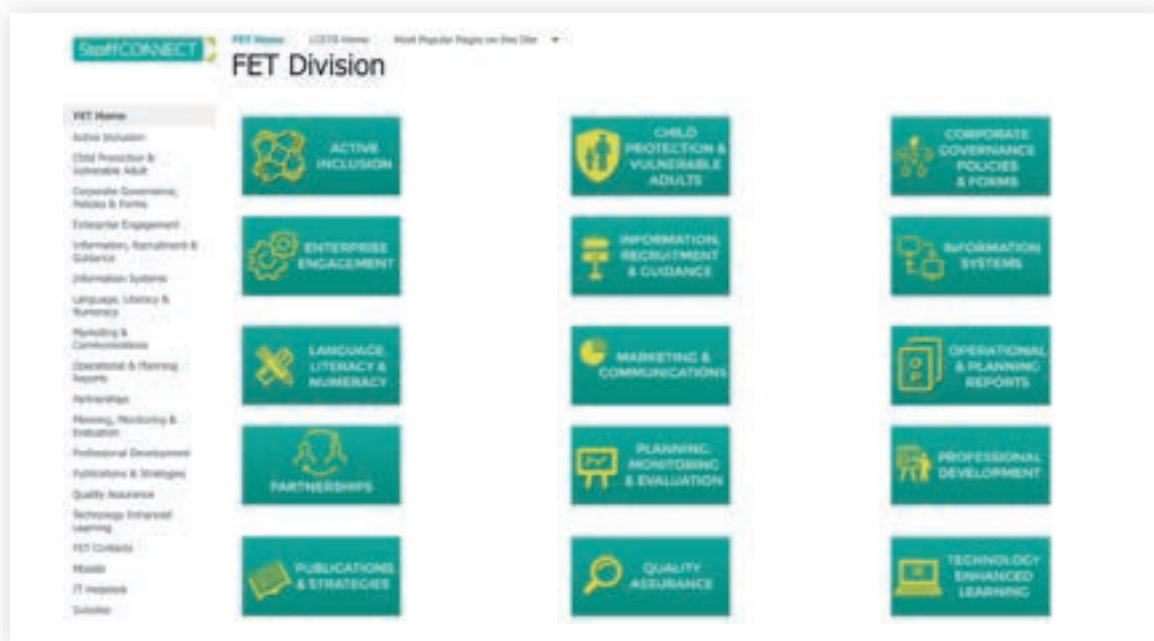 StaffCONNECT
FET Home LCETB Home Most Popular Pages on this Site
FET Division
FET Home
Active Inclusion
Child Protection &
Vulnerable Adult
Corporate Governance,
Policies & Forms
Enterprise Engagement
Information, Recruitment &
Guidance
Information Systems
Language, Literacy &
Numeracy
Marketing &
Communications
Operational & Planning
Reports
Partnerships
Planning, Monitoring &
Evaluation
Professional Development
Publications & Strategies
Quality Assurance
Technology Enhanced
Learning
FET Contacts
Moodle
IT Helpdesk
ACTIVE
INCLUSION
CHILD
PROTECTION &
VULNERABLE
ADULTS
CORPORATE
GOVERNANCE
POLICIES
& FORMS
ENTERPRISE
ENGAGEMENT
INFORMATION,
RECRUITMENT
& GUIDANCE
INFORMATION
SYSTEMS
LANGUAGE,
LITERACY &
NUMERACY
MARKETING &
COMMUNICATIONS
O P
OPERATIONAL
& PLANNING
REPORTS
PARTNERSHIPS
PLANNING,
MONITORING
& EVALUATION
PROFESSIONAL
DEVELOPMENT
PUBLICATIONS
& STRATEGIES
QUALITY
ASSURANCE
TECHNOLOGY
ENHANCED
LEARNING